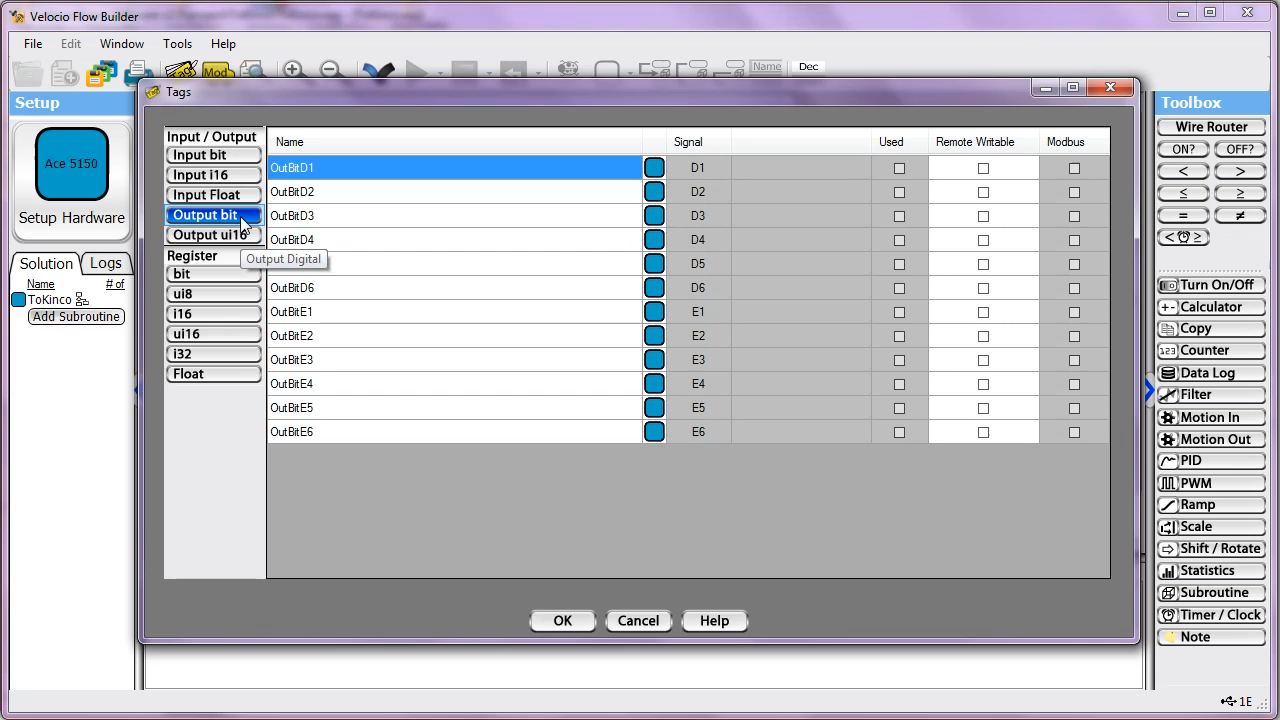 Velocio Flow Builder
File Edit Window Tools Help
Mod
Name Dec
Setup
Ace 5150
Setup Hardware
Solution Logs
Name # of
ToKinco
Add Subroutine
Tags
Input / Output
Input bit
Input i16
Input Float
Output bit
Output ui16
Output Digital
Register
bit
ui8
i16
ui16
i32
Float
Name Signal Used Remote Writable Modbus
OutBitD1 D1
OutBitD2 D2
OutBitD3 D3
OutBitD4 D4
D5
OutBitD6 D6
OutBitE1 E1
OutBitE2 E2
OutBitE3 E3
OutBitE4 E4
OutBitE5 E5
OutBitE6 E6
OK Cancel Help
Toolbox
Wire Router
ON? OFF?
< >
≤ ≥
= ≠
< ≥
Turn On/Off
+- Calculator
Copy
123 Counter
Data Log
Filter
Motion In
Motion Out
PID
PWM
Ramp
Scale
Shift / Rotate
Statistics
Subroutine
Timer / Clock
Note
1E